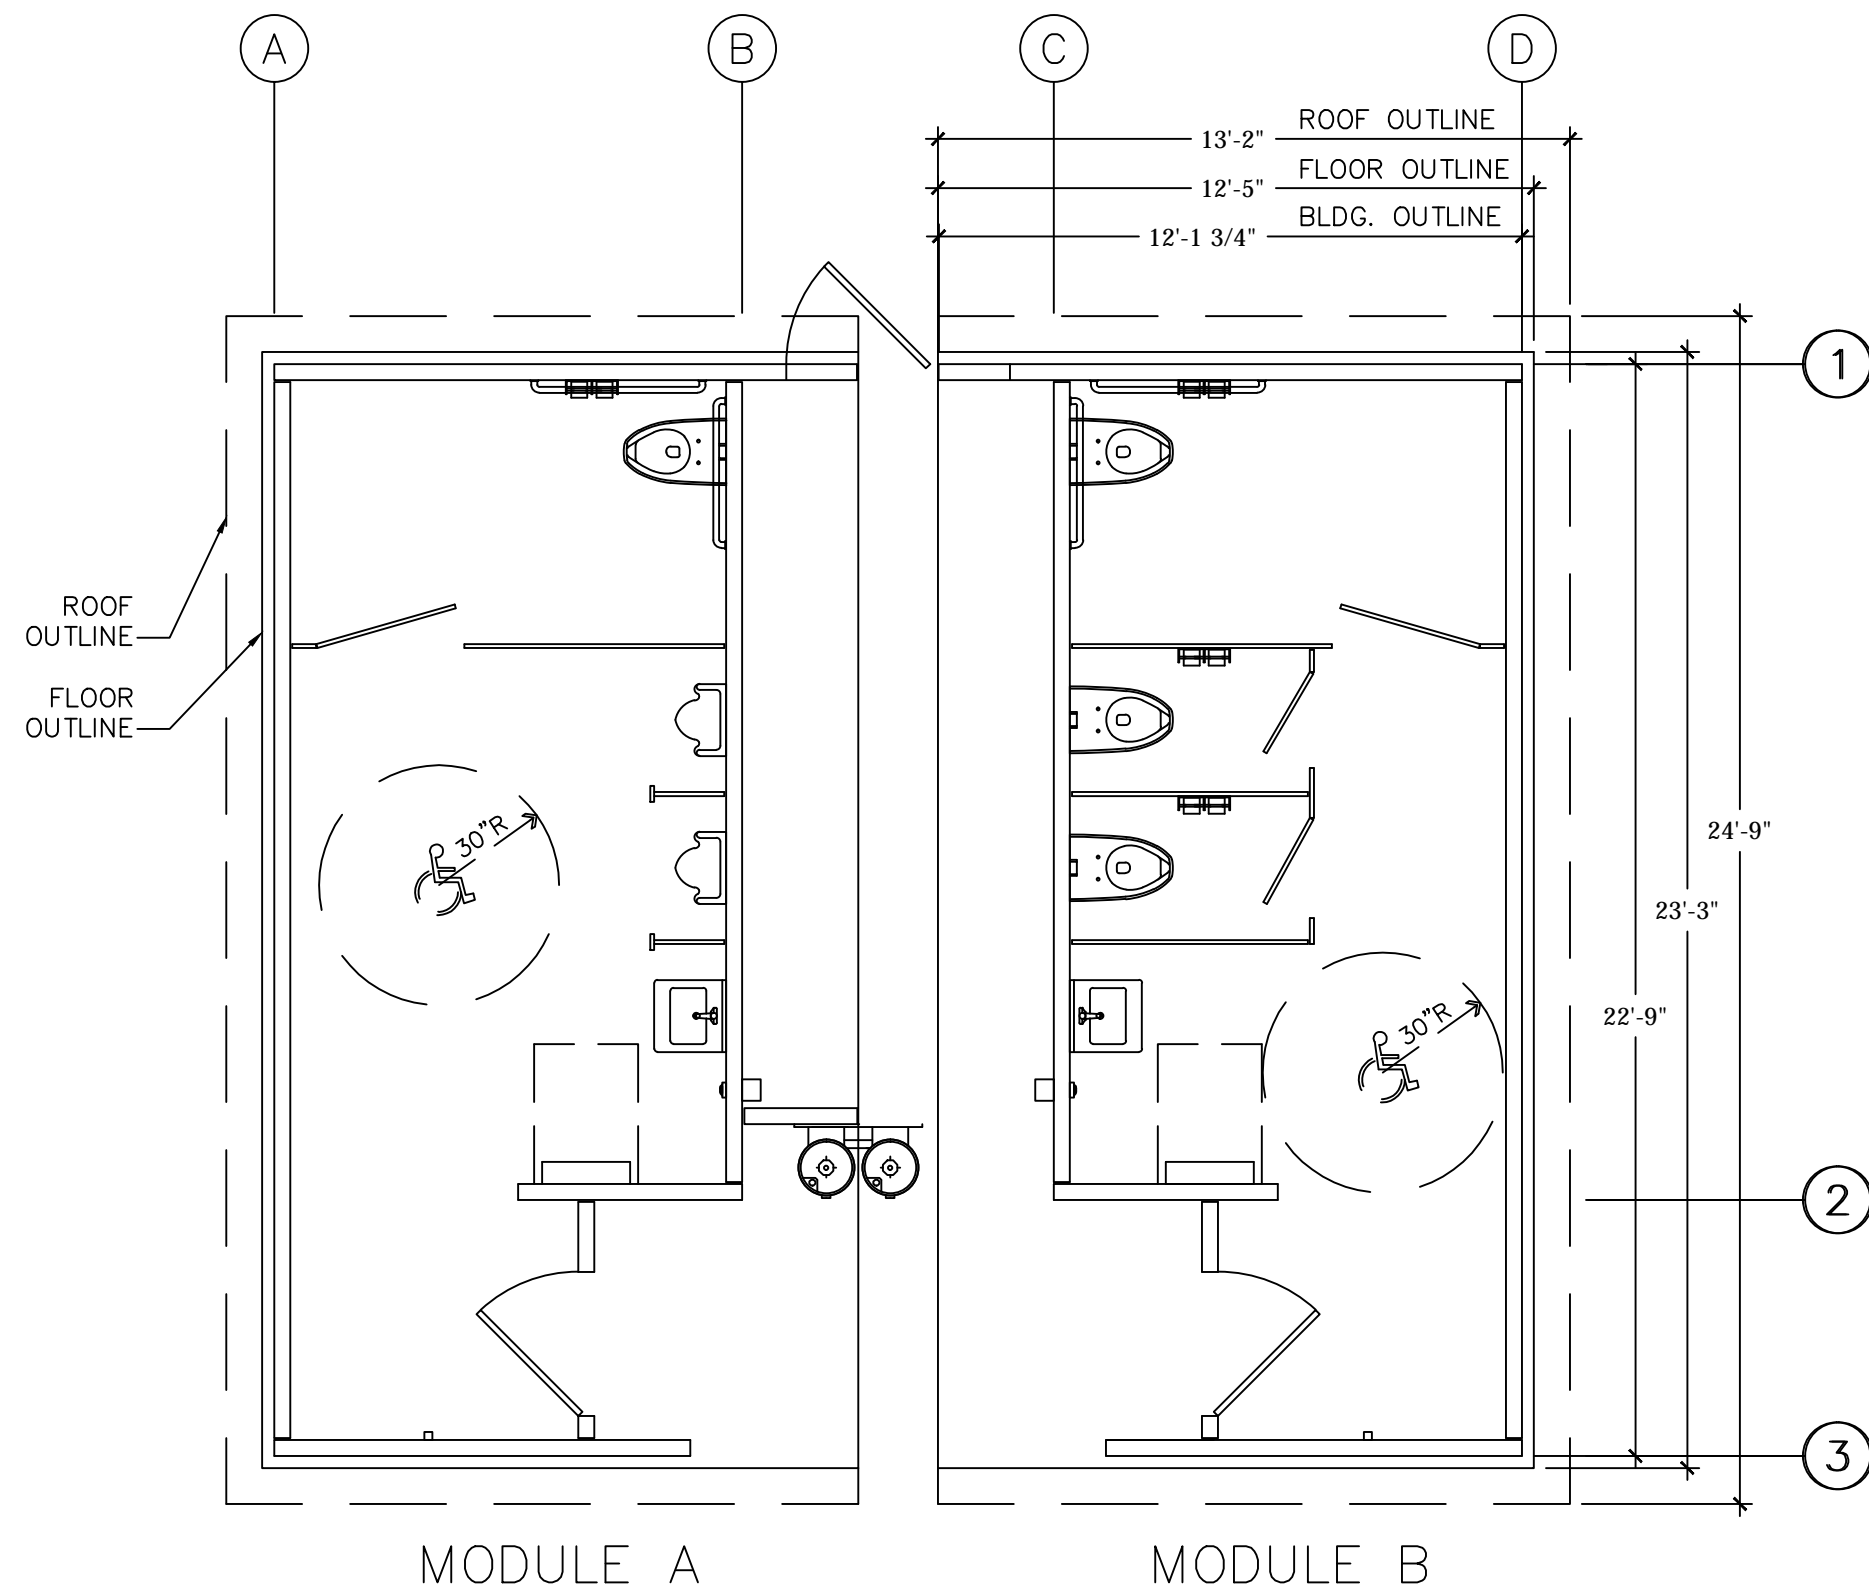 A
B
C
D
13'-2" ROOF OUTLINE
12'-5" FLOOR OUTLINE
12'-1 3/4" BLDG. OUTLINE
1
ROOF
OUTLINE
FLOOR
OUTLINE
30"R
24'-9"
23'-3"
22'-9"
30"R
2
3
MODULE A
MODULE B